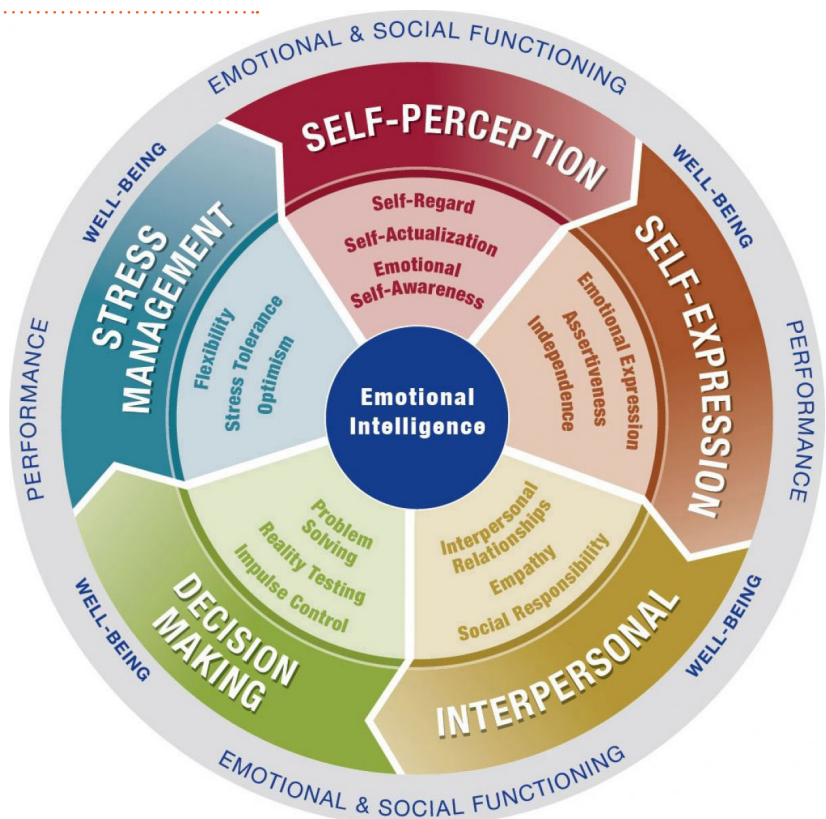 EMOTIONAL & SOCIAL FUNCTIONING
WELL-BEING
WELL-BEING
PERFORMANCE
PERFORMANCE
WELL-BEING
WELL-BEING
EMOTIONAL & SOCIAL FUNCTIONING
SELF-PERCEPTION
Self-Regard
Self-Actualization
Emotional
Self-Awareness
SELF-EXPRESSION
Emotional Expression
Assertiveness
Independence
INTERPERSONAL
Interpersonal
Relationships
Empathy
Social Responsibility
DECISION
MAKING
Problem
Solving
Reality Testing
Impulse Control
STRESS
MANAGEMENT
Flexibility
Stress Tolerance
Optimism
Emotional
Intelligence